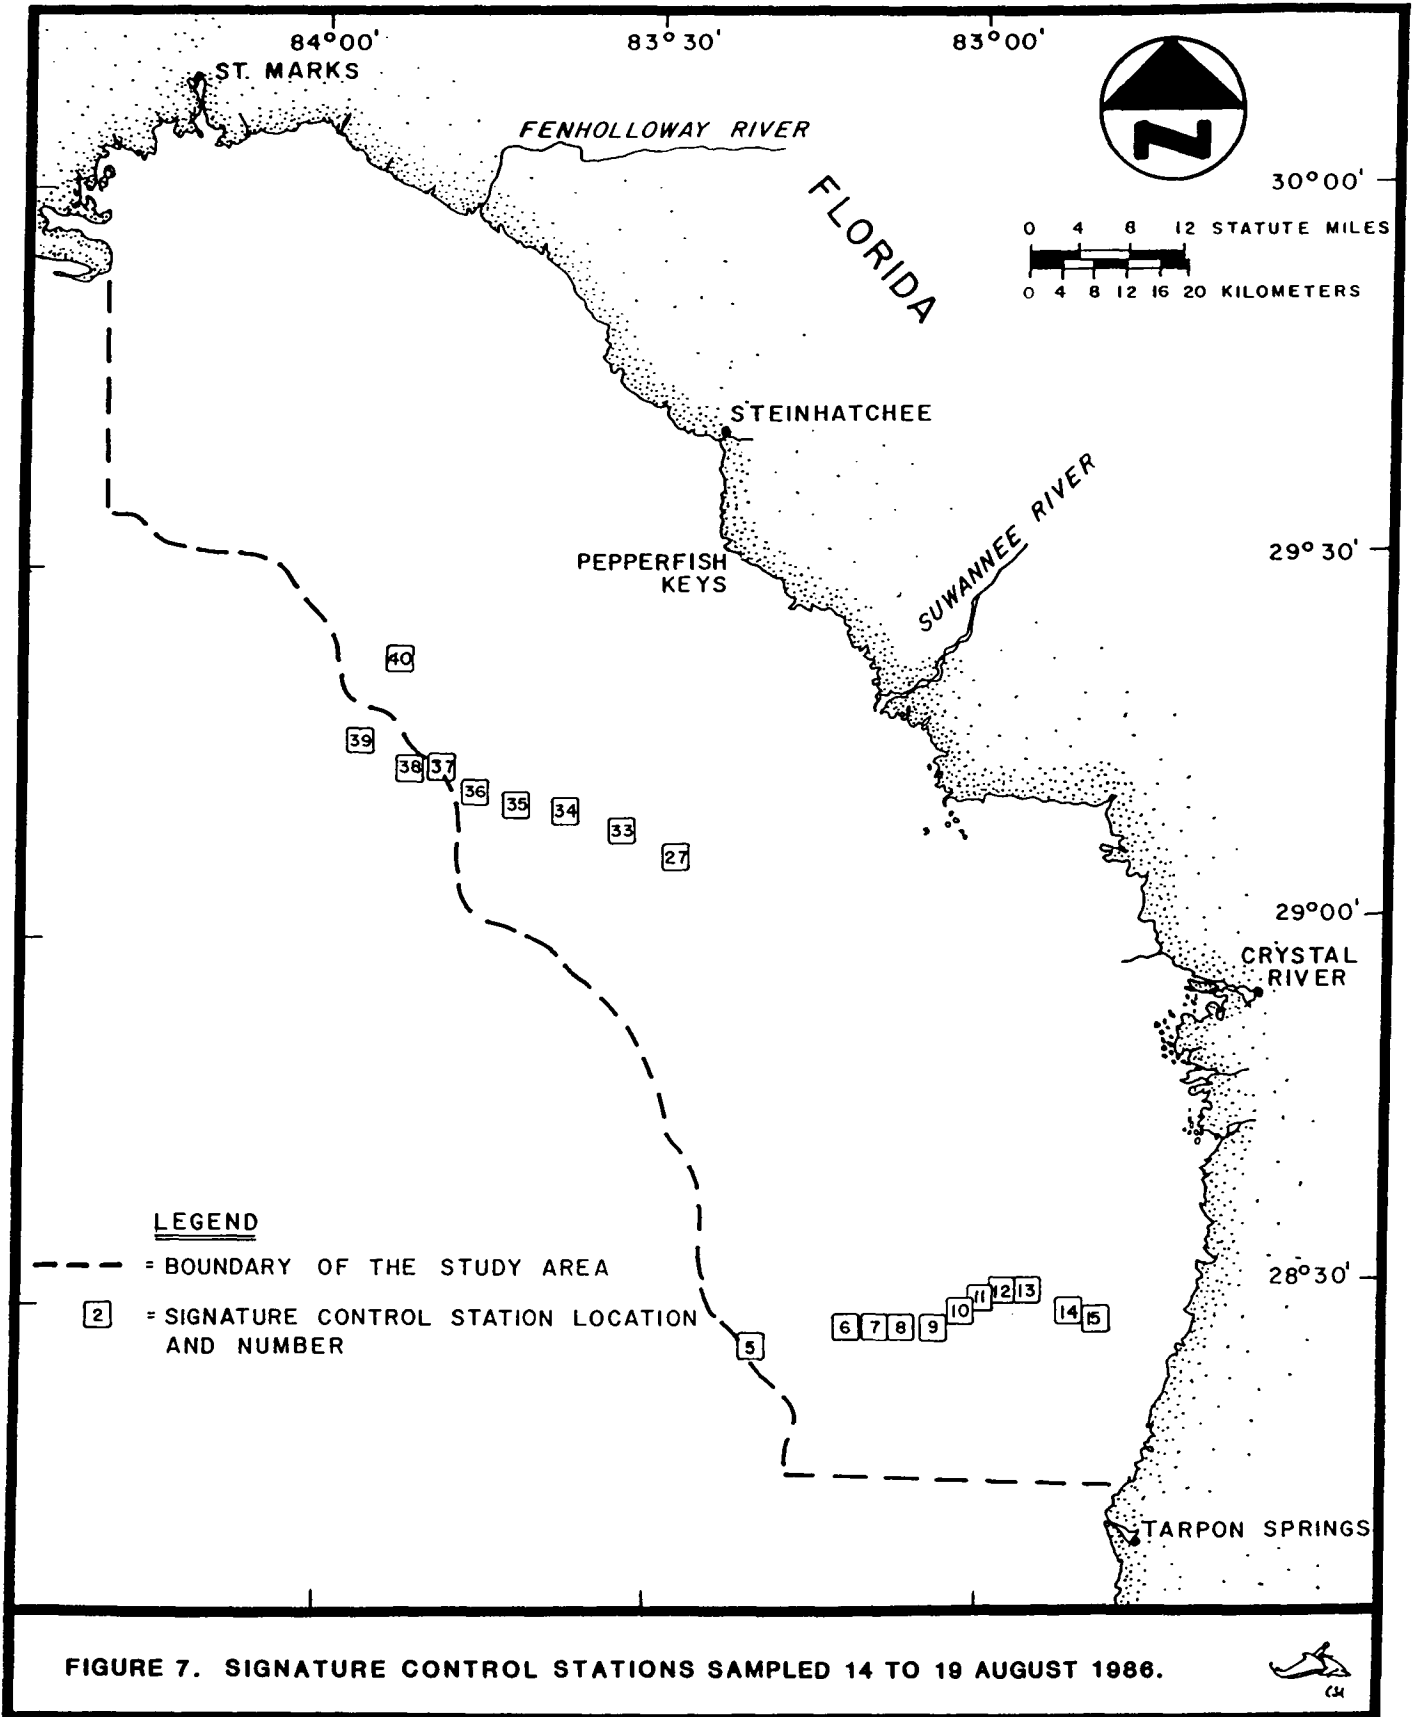 84°00'
83°30'
83°00'
ST. MARKS
FENHOLLOWAY RIVER
FLORIDA
N
30°00'
0 4 8 12 STATUTE MILES
0 4 8 12 16 20 KILOMETERS
STEINHATCHEE
PEPPERFISH
KEYS
SUWANNEE RIVER
29°30'
40
39
38
37
36
35
34
33
27
29°00'
CRYSTAL
RIVER
LEGEND
= BOUNDARY OF THE STUDY AREA
2 = SIGNATURE CONTROL STATION LOCATION
AND NUMBER
28°30'
5
6
7
8
9
10
11
12
13
14
15
TARPON SPRINGS
FIGURE 7. SIGNATURE CONTROL STATIONS SAMPLED 14 TO 19 AUGUST 1986.